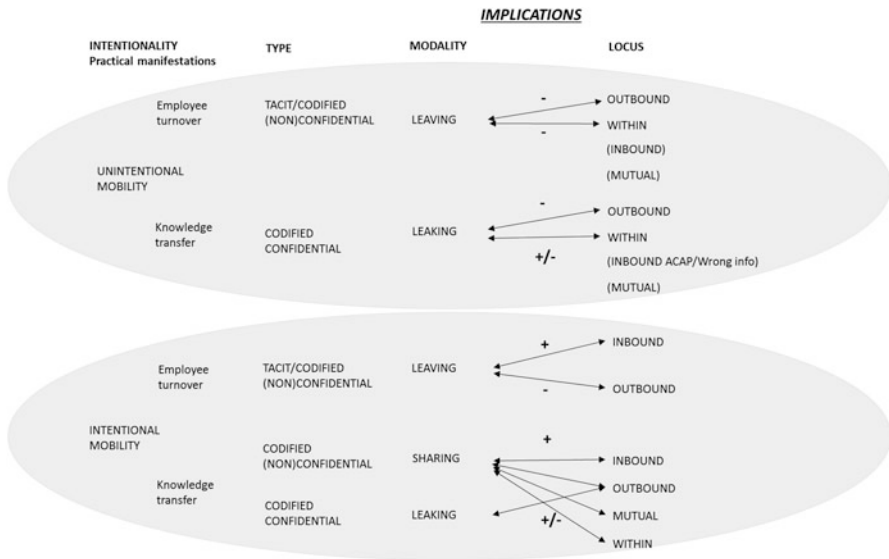 IMPLICATIONS
INTENTIONALITY
Practical manifestations
TYPE
MODALITY
LOCUS
Employee
turnover
TACIT/CODIFIED
(NON)CONFIDENTIAL
LEAVING
-
-
OUTBOUND
WITHIN
(INBOUND)
(MUTUAL)
UNINTENTIONAL
MOBILITY
Knowledge
transfer
CODIFIED
CONFIDENTIAL
LEAKING
-
+/-
OUTBOUND
WITHIN
(INBOUND ACAP/Wrong info)
(MUTUAL)
Employee
turnover
TACIT/CODIFIED
(NON)CONFIDENTIAL
LEAVING
+
-
INBOUND
OUTBOUND
INTENTIONAL
MOBILITY
Knowledge
transfer
CODIFIED
(NON)CONFIDENTIAL
SHARING
+
INBOUND
OUTBOUND
CODIFIED
CONFIDENTIAL
LEAKING
+/-
MUTUAL
WITHIN